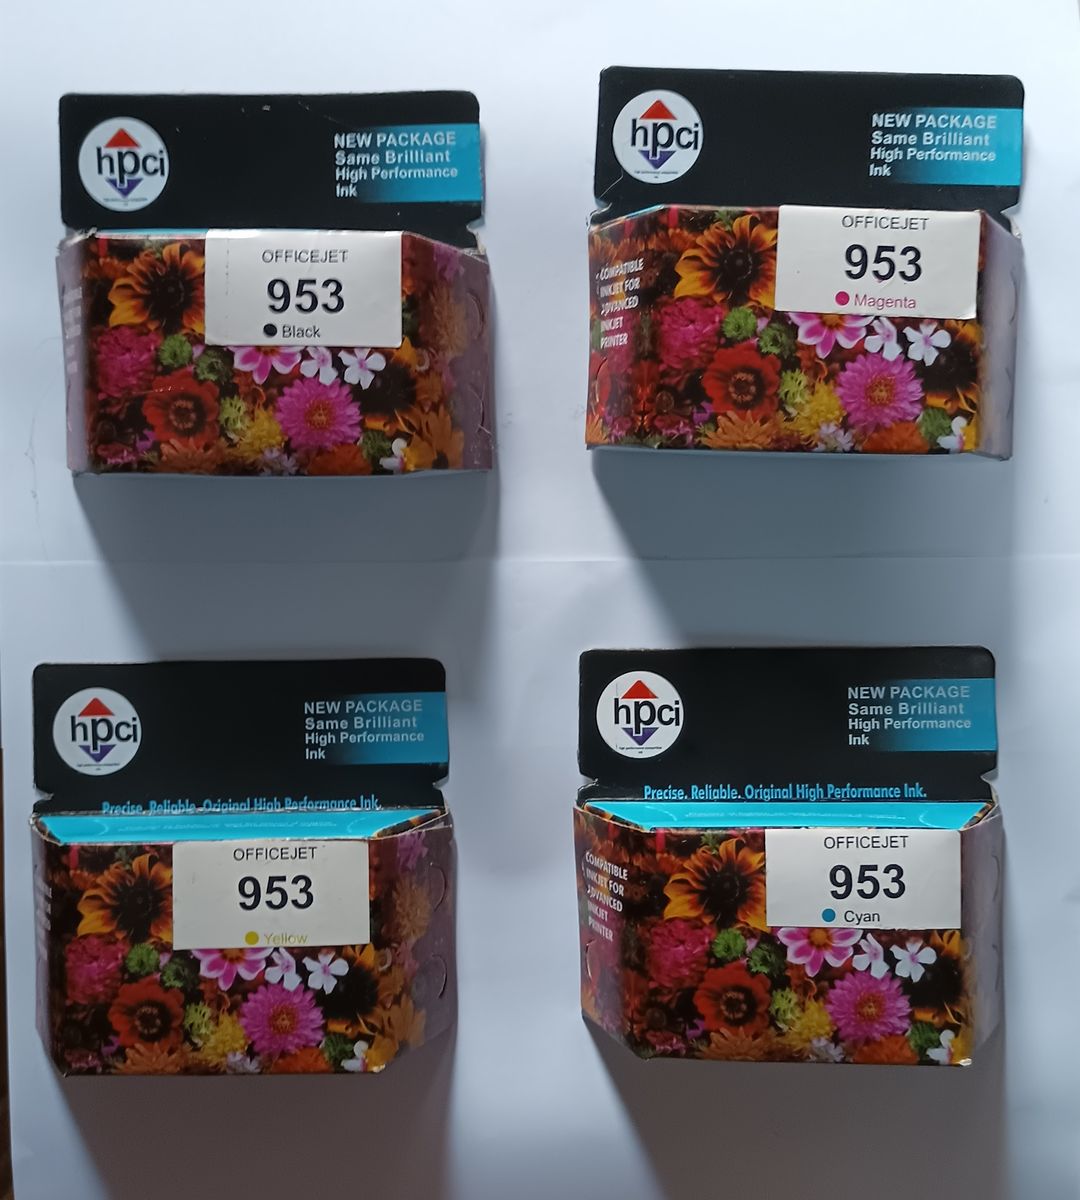 hpci
NEW PACKAGE
Same Brilliant
High Performance
Ink
OFFICEJET
953
Black
hpci
NEW PACKAGE
Same Brilliant
High Performance
Ink
COMPATIBLE
INKJET FOR
ADVANCED
INKJET
PRINTER
OFFICEJET
953
Magenta
hpci
NEW PACKAGE
Same Brilliant
High Performance
Ink
Precise. Reliable. Original High Performance Ink.
OFFICEJET
953
Yellow
hpci
NEW PACKAGE
Same Brilliant
High Performance
Ink
Precise. Reliable. Original High Performance Ink.
COMPATIBLE
INKJET FOR
ADVANCED
INKJET
PRINTER
OFFICEJET
953
Cyan